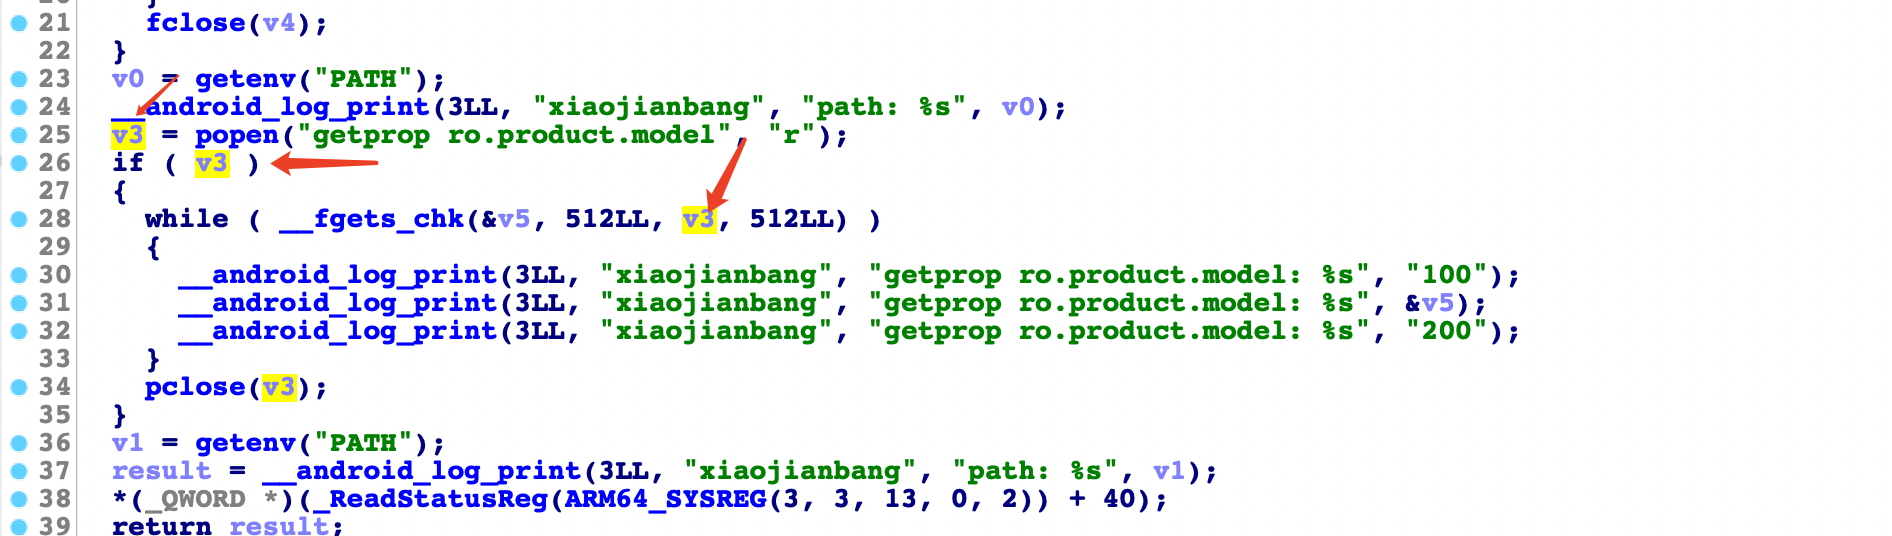 21 fclose(v4);
22 }
23 v0 = getenv("PATH");
24 __android_log_print(3LL, "xiaojianbang", "path: %s", v0);
25 v3 = popen("getprop ro.product.model", "r");
26 if ( v3 )
27 {
28 while ( __fgets_chk(&v5, 512LL, v3, 512LL) )
29 {
30 __android_log_print(3LL, "xiaojianbang", "getprop ro.product.model: %s", "100");
31 __android_log_print(3LL, "xiaojianbang", "getprop ro.product.model: %s", &v5);
32 __android_log_print(3LL, "xiaojianbang", "getprop ro.product.model: %s", "200");
33 }
34 pclose(v3);
35 }
36 v1 = getenv("PATH");
37 result = __android_log_print(3LL, "xiaojianbang", "path: %s", v1);
38 *(_QWORD *)(_ReadStatusReg(ARM64_SYSREG(3, 3, 13, 0, 2)) + 40);
39 return result;